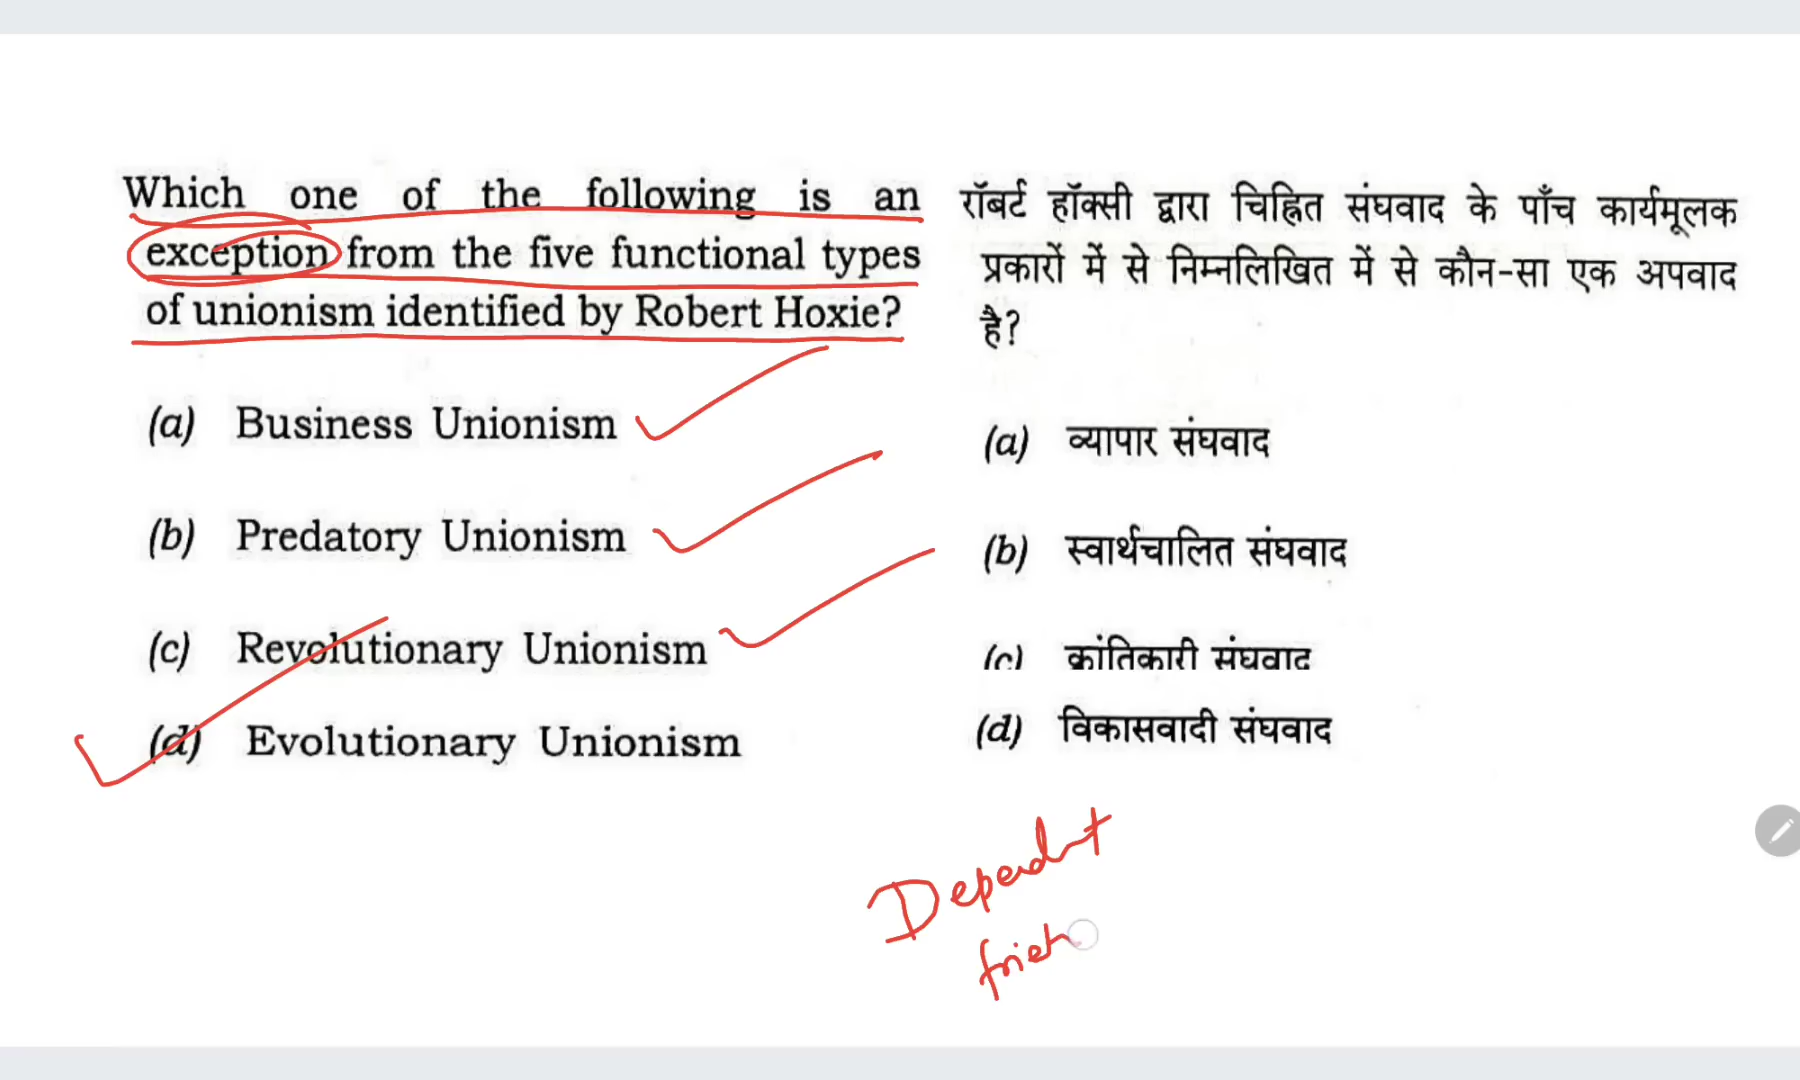 Which one of the following is an
exception from the five functional types
of unionism identified by Robert Hoxie?
(a) Business Unionism
(b) Predatory Unionism
(c) Revolutionary Unionism
(d) Evolutionary Unionism
रॉबर्ट हॉक्सी द्वारा चिह्नित संघवाद के पाँच कार्यमूलक
प्रकारों में से निम्नलिखित में से कौन-सा एक अपवाद
है?
(a) व्यापार संघवाद
(b) स्वार्थचालित संघवाद
(c) क्रांतिकारी संघवाद
(d) विकासवादी संघवाद